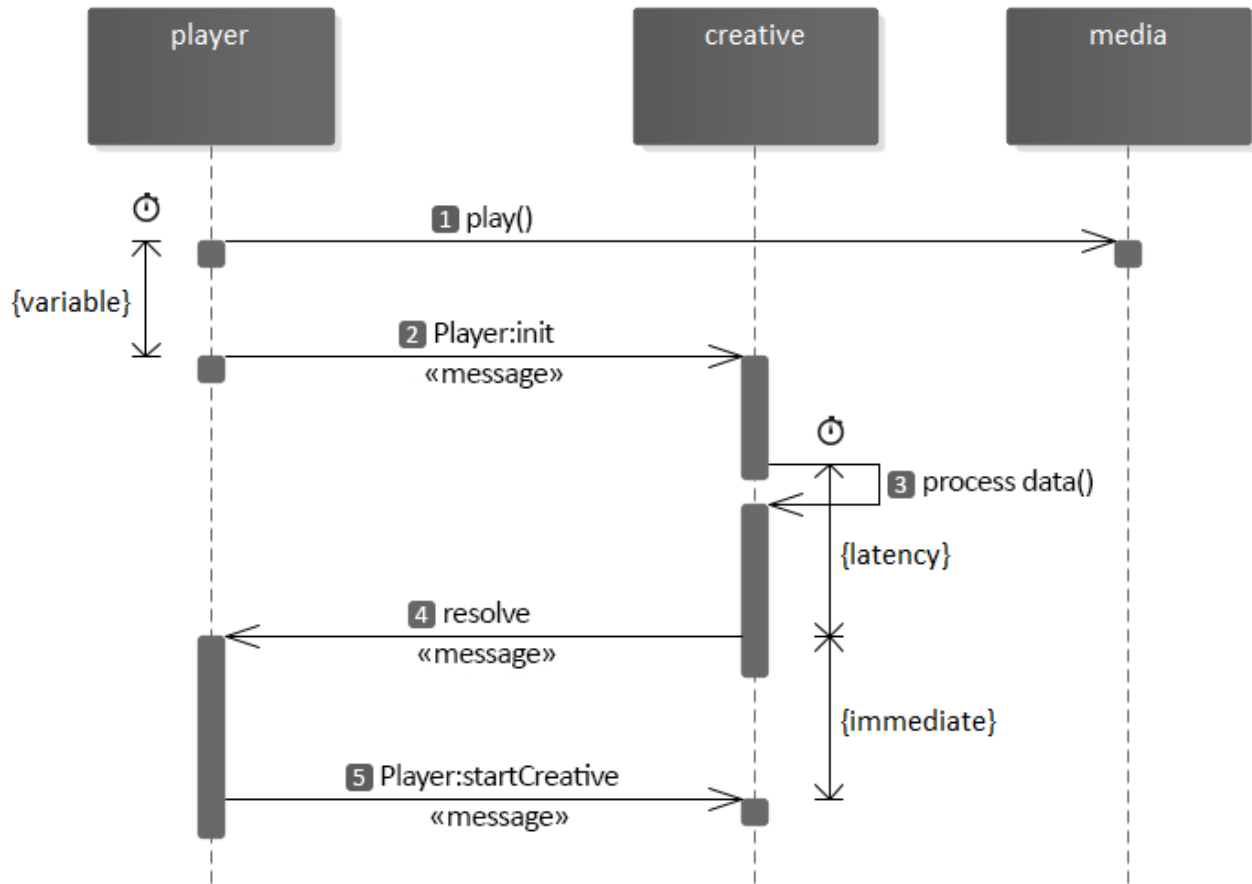 player
creative
media
1 play()
{variable}
2 Player:init
«message»
3 process data()
{latency}
4 resolve
«message»
{immediate}
5 Player:startCreative
«message»